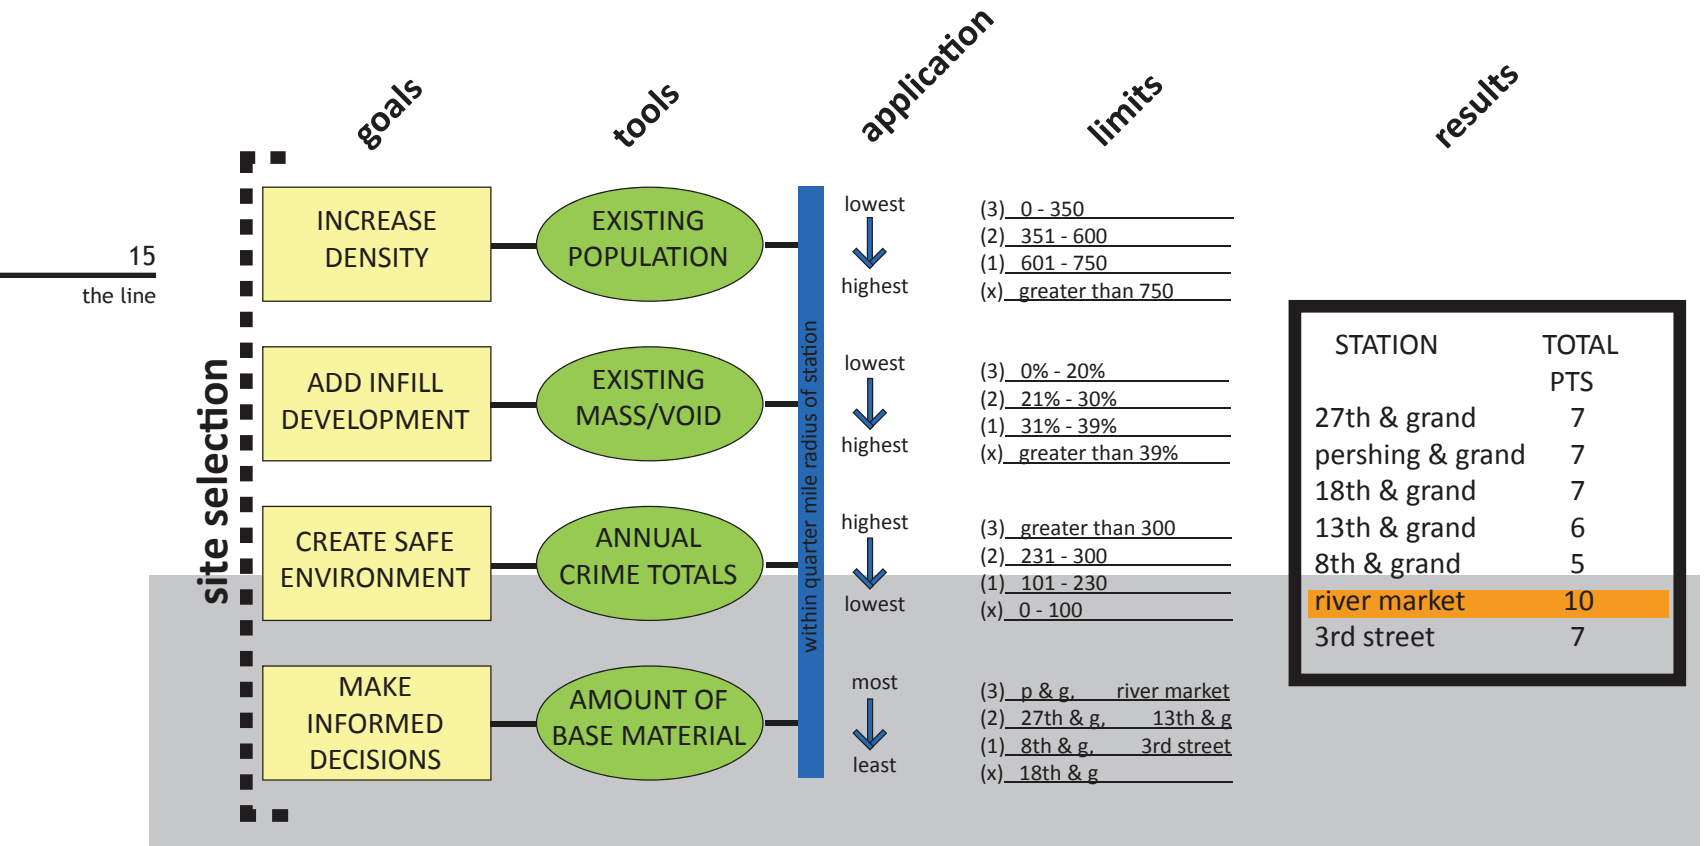 goals
tools
application
limits
results
15
the line
site selection
INCREASE
DENSITY
EXISTING
POPULATION
lowest
highest
(3) 0 - 350
(2) 351 - 600
(1) 601 - 750
(x) greater than 750
ADD INFILL
DEVELOPMENT
EXISTING
MASS/VOID
lowest
highest
(3) 0% - 20%
(2) 21% - 30%
(1) 31% - 39%
(x) greater than 39%
CREATE SAFE
ENVIRONMENT
ANNUAL
CRIME TOTALS
highest
lowest
(3) greater than 300
(2) 231 - 300
(1) 101 - 230
(x) 0 - 100
MAKE
INFORMED
DECISIONS
AMOUNT OF
BASE MATERIAL
most
least
(3) p & g, river market
(2) 27th & g, 13th & g
(1) 8th & g, 3rd street
(x) 18th & g
within quarter mile radius of station
STATION TOTAL
PTS
27th & grand 7
pershing & grand 7
18th & grand 7
13th & grand 6
8th & grand 5
river market 10
3rd street 7